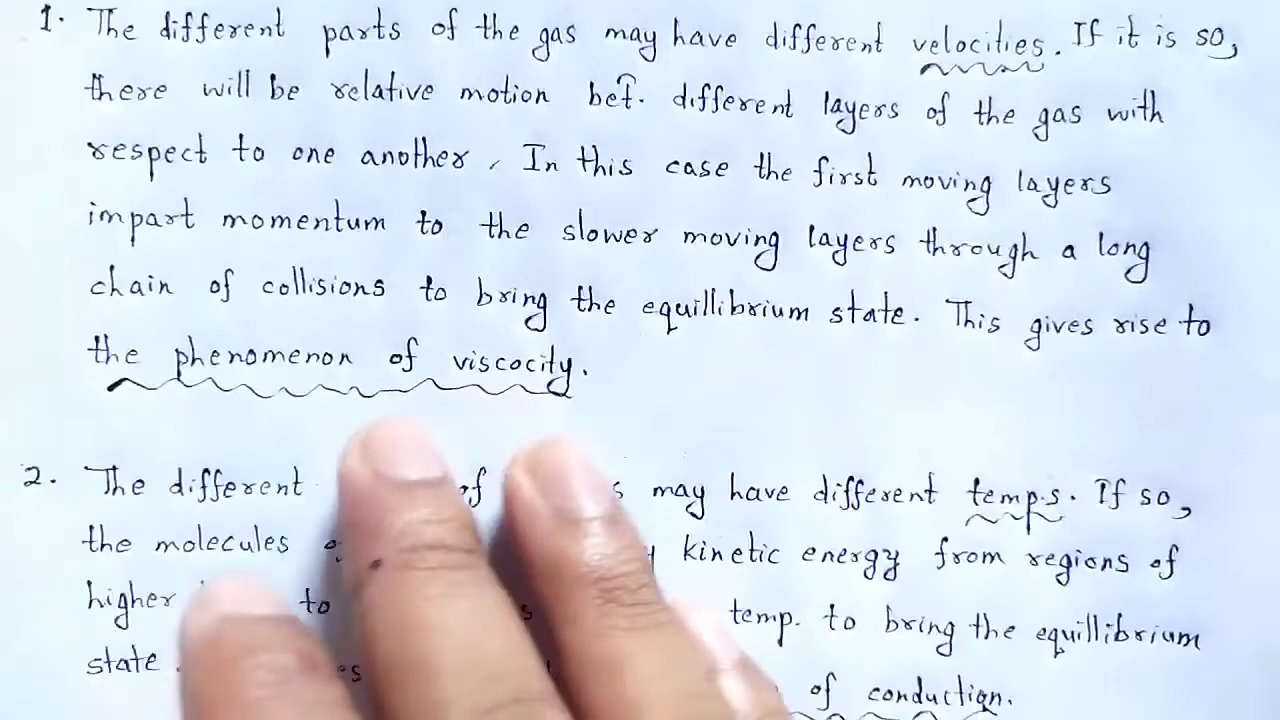 1. The different parts of the gas may have different velocities. If it is so,
there will be relative motion bet. different layers of the gas with
respect to one another. In this case the first moving layers
impart momentum to the slower moving layers through a long
chain of collisions to bring the equillibrium state. This gives rise to
the phenomenon of viscocity.
2. The different of may have different temps. If so,
the molecules kinetic energy from regions of
higher to temp. to bring the equillibrium
state
of conduction.